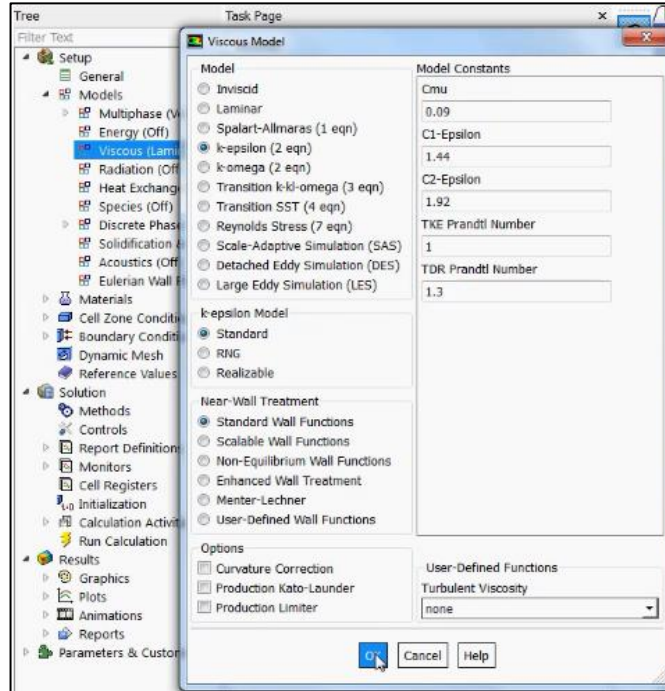 Tree
Task Page
Filter Text
Setup
General
Models
Multiphase
Energy (Off)
Viscous
Radiation (Off
Heat Exchange
Species (Off)
Discrete Phase
Solidification
Acoustics (Off
Eulerian Wall
Materials
Cell Zone
Boundary
Dynamic Mesh
Reference Values
Solution
Methods
Controls
Report
Monitors
Cell Registers
Initialization
Calculation
Run Calculation
Results
Graphics
Plots
Animations
Reports
Parameters &
Viscous Model
Model
Inviscid
Laminar
Spalart-Allmaras (1 eqn)
k-epsilon (2 eqn)
k-omega (2 eqn)
Transition k-kl-omega (3 eqn)
Transition SST (4 eqn)
Reynolds Stress (7 eqn)
Scale-Adaptive Simulation (SAS)
Detached Eddy Simulation (DES)
Large Eddy Simulation (LES)
k-epsilon Model
Standard
RNG
Realizable
Near-Wall Treatment
Standard Wall Functions
Scalable Wall Functions
Non-Equilibrium Wall Functions
Enhanced Wall Treatment
Menter-Lechner
User-Defined Wall Functions
Options
Curvature Correction
Production Kato-Launder
Production Limiter
Model Constants
Cmu
0.09
C1-Epsilon
1.44
C2-Epsilon
1.92
TKE Prandtl Number
1
TDR Prandtl Number
1.3
User-Defined Functions
Turbulent Viscosity
none
OK
Cancel
Help